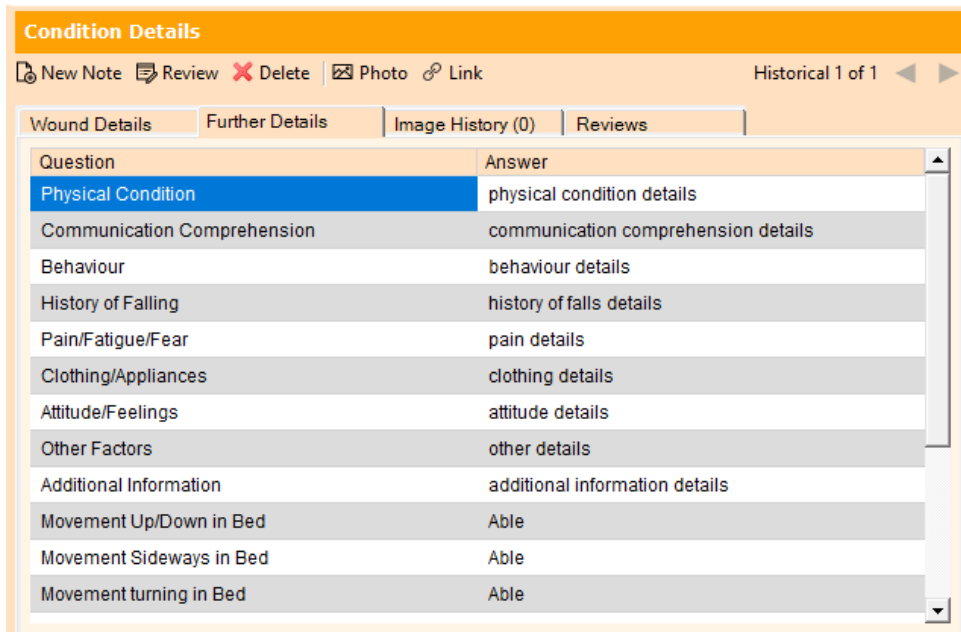 Condition Details
New Note Review Delete Photo Link Historical 1 of 1
Wound Details Further Details Image History (0) Reviews
Question Answer
Physical Condition physical condition details
Communication Comprehension communication comprehension details
Behaviour behaviour details
History of Falling history of falls details
Pain/Fatigue/Fear pain details
Clothing/Appliances clothing details
Attitude/Feelings attitude details
Other Factors other details
Additional Information additional information details
Movement Up/Down in Bed Able
Movement Sideways in Bed Able
Movement turning in Bed Able